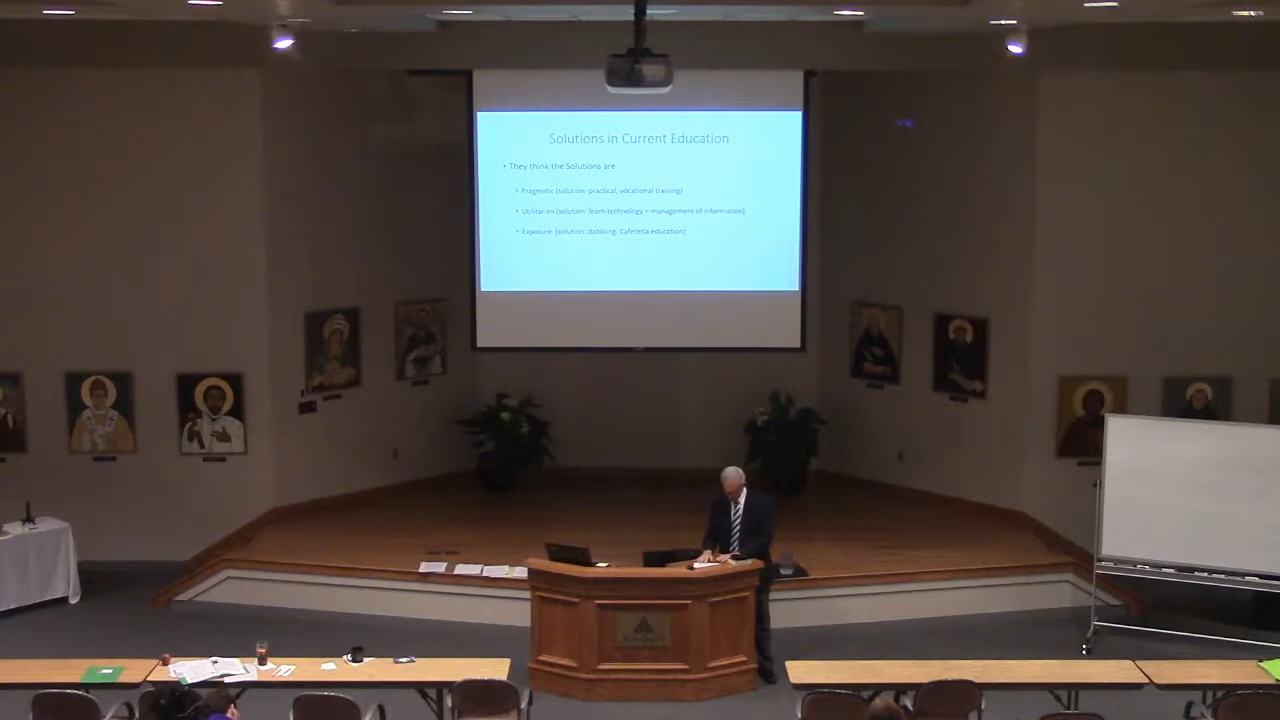 Solutions in Current Education
• They think the Solutions are
• Pragmatic (solution: practical, vocational training)
• Utilitarian (solution: learn technology = management of information)
• Exposure (solution: dabbling. Cafeteria education)